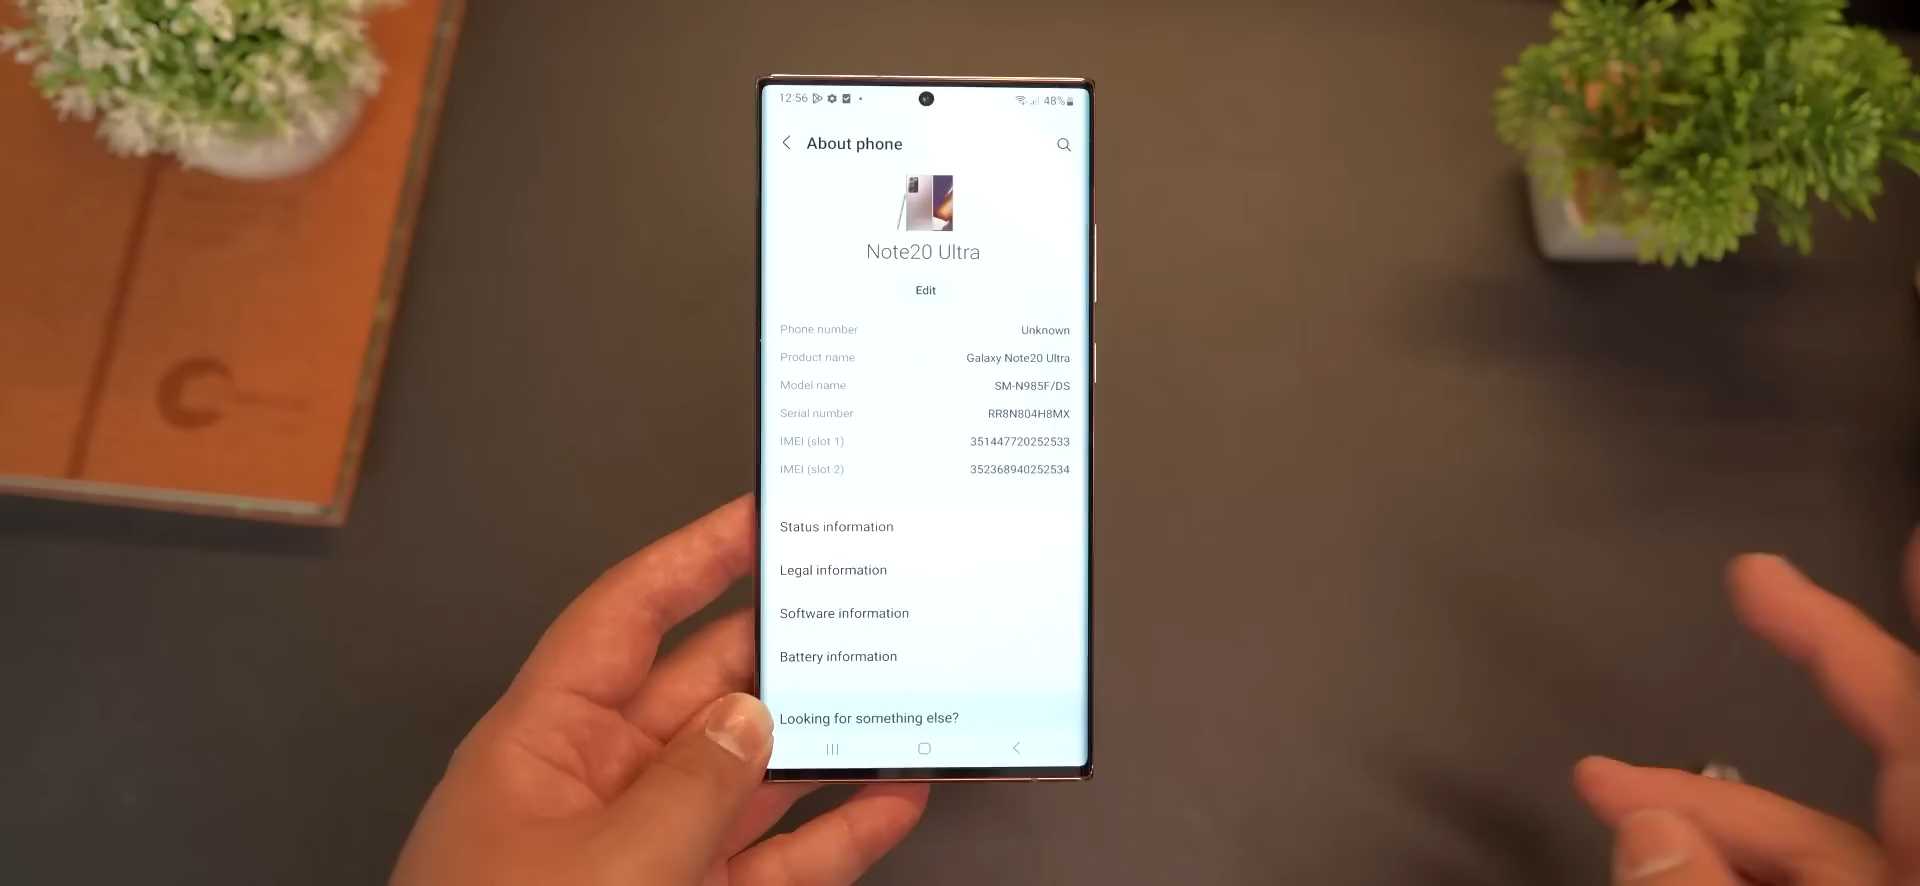 12:56 48%
About phone
Note20 Ultra
Edit
Phone number Unknown
Product name Galaxy Note20 Ultra
Model name SM-N985F/DS
Serial number RR8N804H8MX
IMEI (slot 1) 351447720252533
IMEI (slot 2) 352368940252534
Status information
Legal information
Software information
Battery information
Looking for something else?